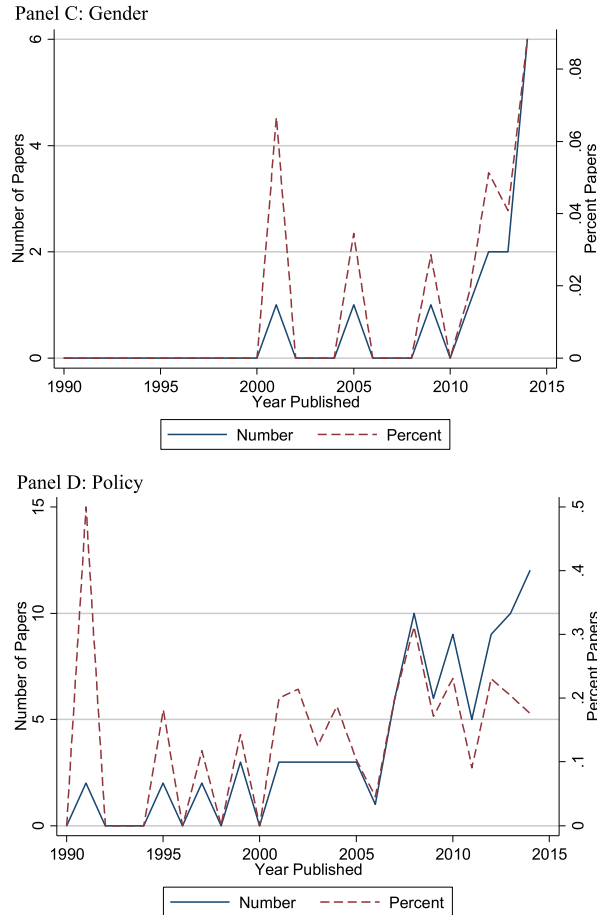 Panel C: Gender
6
4
2
0
Number of Papers
.08
.06
.04
.02
0
Percent Papers
1990 1995 2000 2005 2010 2015
Year Published
Number Percent
Panel D: Policy
15
10
5
0
Number of Papers
.5
.4
.3
.2
.1
0
Percent Papers
1990 1995 2000 2005 2010 2015
Year Published
Number Percent